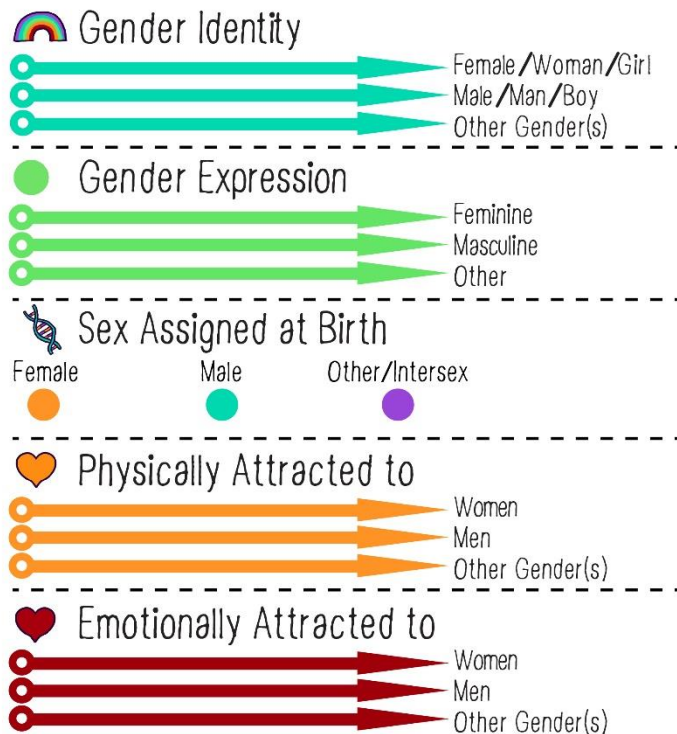 Gender Identity
Female/Woman/Girl
Male/Man/Boy
Other Gender(s)
Gender Expression
Feminine
Masculine
Other
Sex Assigned at Birth
Female Male Other/Intersex
Physically Attracted to
Women
Men
Other Gender(s)
Emotionally Attracted to
Women
Men
Other Gender(s)